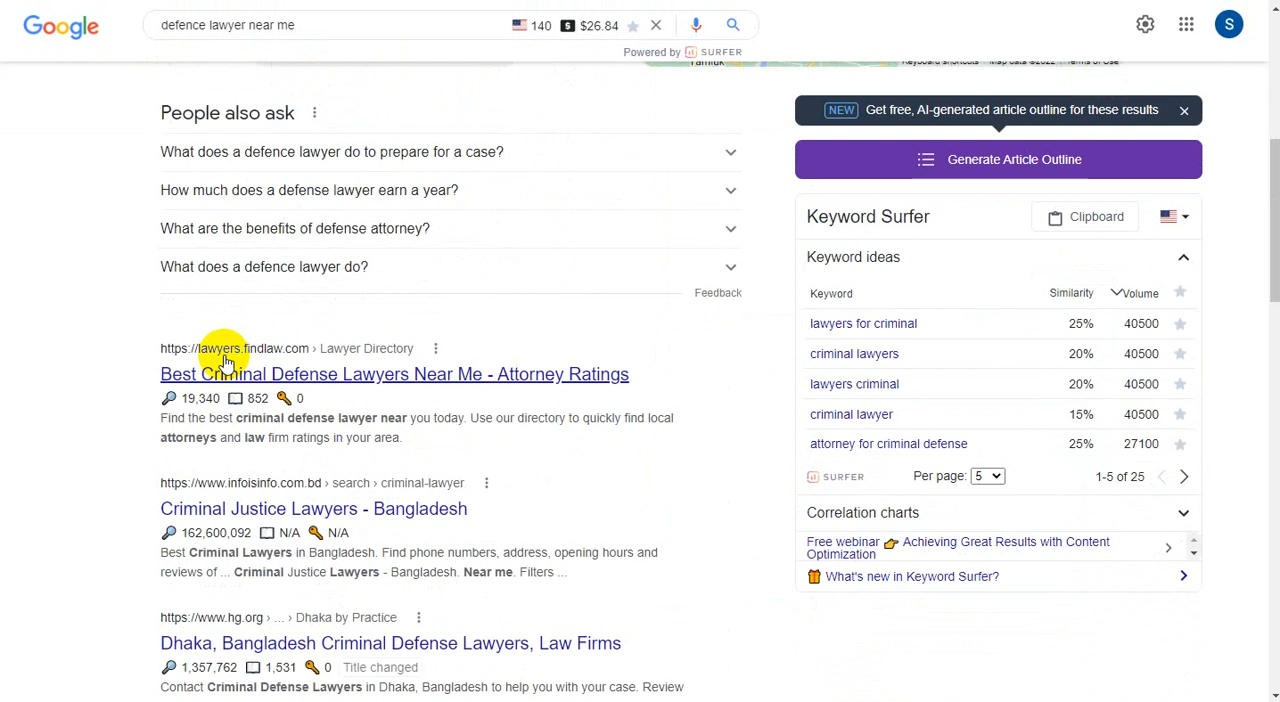 Google
defence lawyer near me
140 S $26.84
S
Powered by SURFER
Keyboard shortcuts Map data ©2022 Terms of Use
People also ask
What does a defence lawyer do to prepare for a case?
How much does a defense lawyer earn a year?
What are the benefits of defense attorney?
What does a defence lawyer do?
Feedback
https://lawyers.findlaw.com › Lawyer Directory
Best Criminal Defense Lawyers Near Me - Attorney Ratings
19,340 852 0
Find the best criminal defense lawyer near you today. Use our directory to quickly find local
attorneys and law firm ratings in your area.
https://www.infoisinfo.com.bd › search › criminal-lawyer
Criminal Justice Lawyers - Bangladesh
162,600,092 N/A N/A
Best Criminal Lawyers in Bangladesh. Find phone numbers, address, opening hours and
reviews of ... Criminal Justice Lawyers - Bangladesh. Near me. Filters ...
https://www.hg.org › ... › Dhaka by Practice
Dhaka, Bangladesh Criminal Defense Lawyers, Law Firms
1,357,762 1,531 0 Title changed
Contact Criminal Defense Lawyers in Dhaka, Bangladesh to help you with your case. Review
NEW Get free, AI-generated article outline for these results
Generate Article Outline
Keyword Surfer
Clipboard
Keyword ideas
Keyword Similarity Volume
lawyers for criminal 25% 40500
criminal lawyers 20% 40500
lawyers criminal 20% 40500
criminal lawyer 15% 40500
attorney for criminal defense 25% 27100
SURFER Per page: 5 1-5 of 25
Correlation charts
Free webinar 👉 Achieving Great Results with Content
Optimization
🎁 What's new in Keyword Surfer?